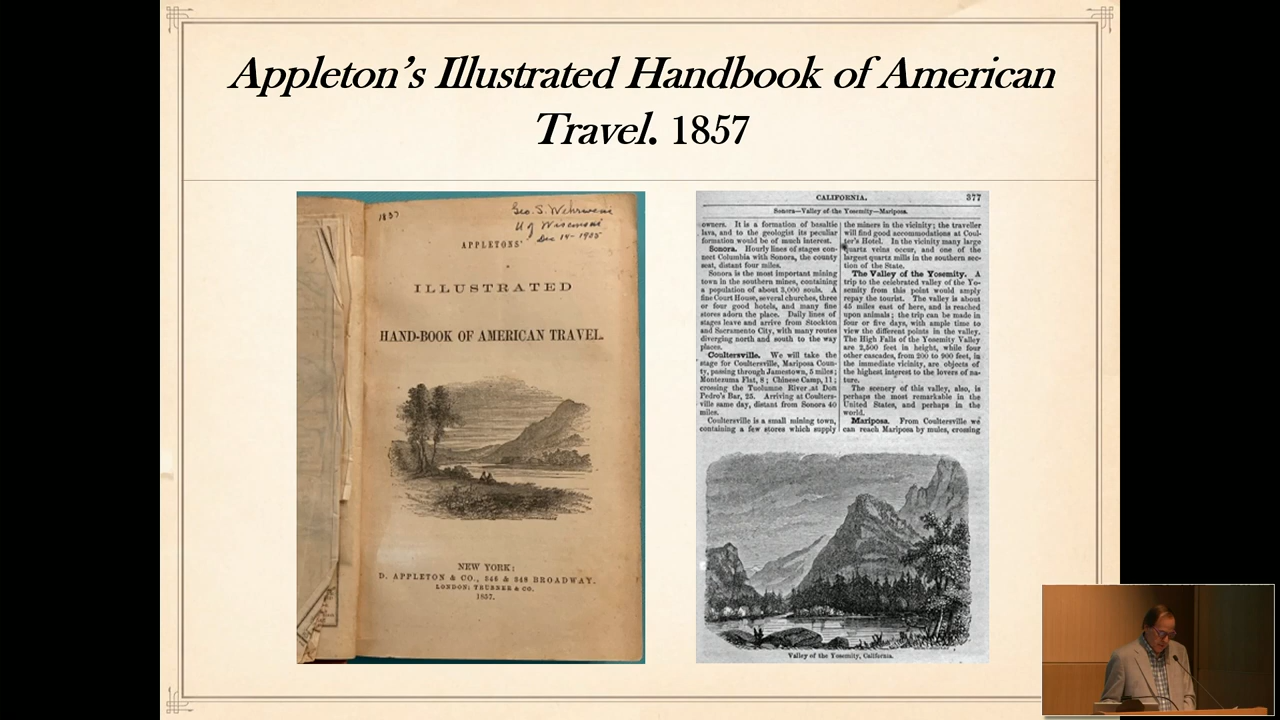 Appleton's Illustrated Handbook of American
Travel. 1857
1857
Geo. S. Wehrwein
U of Wisconsin
Dec 14-1935
APPLETONS'
ILLUSTRATED
HAND-BOOK OF AMERICAN TRAVEL.
NEW YORK:
D. APPLETON & CO., 346 & 348 BROADWAY.
LONDON: TRÜBNER & CO.
1857.
CALIFORNIA. 377
Sonora—Valley of the Yosemity—Mariposa.
owners. It is a formation of basaltic
lava, and to the geologist its peculiar
formation would be of much interest.
Sonora. Hourly lines of stages con-
nect Columbia with Sonora, the county
seat, distant four miles.
Sonora is the most important mining
town in the southern mines, containing
a population of about 3,000 souls. A
fine Court House, several churches, three
or four good hotels, and many fine
stores adorn the place. Daily lines of
stages leave and arrive from Stockton
and Sacramento City, with many routes
diverging north and south to the way
places.
Coultersville. We will take the
stage for Coultersville, Mariposa Coun-
ty, passing through Jamestown, 5 miles;
Montezuma Flat, 8; Chinese Camp, 11;
crossing the Tuolumne River at Don
Pedro's Bar, 25. Arriving at Coulters-
ville same day, distant from Sonora 40
miles.
Coultersville is a small mining town,
containing a few stores which supply
the miners in the vicinity; the traveller
will find good accommodations at Coul-
ter's Hotel. In the vicinity many large
quartz veins occur, and one of the
largest quartz mills in the southern sec-
tion of the State.
The Valley of the Yosemity. A
trip to the celebrated valley of the Yo-
semity from this point would amply
repay the tourist. The valley is about
45 miles east of here, and is reached
upon animals; the trip can be made in
four or five days, with ample time to
view the different points in the valley.
The High Falls of the Yosemity Valley
are 2,500 feet in height, while four
other cascades, from 200 to 900 feet, in
the immediate vicinity, are objects of
the highest interest to the lovers of na-
ture.
The scenery of this valley, also, is
perhaps the most remarkable in the
United States, and perhaps in the
world.
Mariposa. From Coultersville we
can reach Mariposa by mules, crossing
Valley of the Yosemity, California.